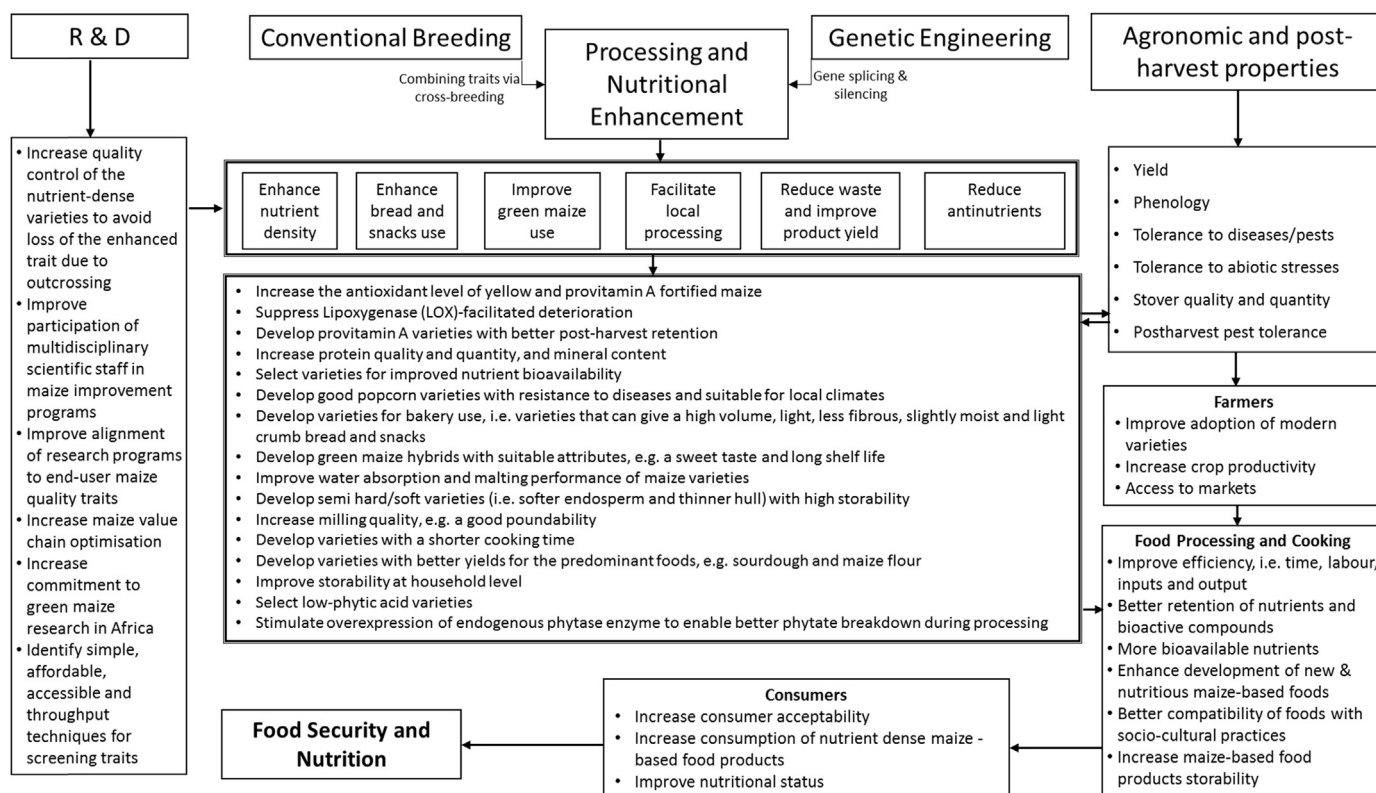 R & D
Conventional Breeding
Combining traits via
cross-breeding
Processing and
Nutritional
Enhancement
Genetic Engineering
Gene splicing &
silencing
Agronomic and post-
harvest properties
• Increase quality
control of the
nutrient-dense
varieties to avoid
loss of the enhanced
trait due to
outcrossing
• Improve
participation of
multidisciplinary
scientific staff in
maize improvement
programs
• Improve alignment
of research programs
to end-user maize
quality traits
• Increase maize value
chain optimisation
• Increase
commitment to
green maize
research in Africa
• Identify simple,
affordable,
accessible and
throughput
techniques for
screening traits
Enhance
nutrient
density
Enhance
bread and
snacks use
Improve
green maize
use
Facilitate
local
processing
Reduce waste
and improve
product yield
Reduce
antinutrients
• Increase the antioxidant level of yellow and provitamin A fortified maize
• Suppress Lipoxygenase (LOX)-facilitated deterioration
• Develop provitamin A varieties with better post-harvest retention
• Increase protein quality and quantity, and mineral content
• Select varieties for improved nutrient bioavailability
• Develop good popcorn varieties with resistance to diseases and suitable for local climates
• Develop varieties for bakery use, i.e. varieties that can give a high volume, light, less fibrous, slightly moist and light
crumb bread and snacks
• Develop green maize hybrids with suitable attributes, e.g. a sweet taste and long shelf life
• Improve water absorption and malting performance of maize varieties
• Develop semi hard/soft varieties (i.e. softer endosperm and thinner hull) with high storability
• Increase milling quality, e.g. a good poundability
• Develop varieties with a shorter cooking time
• Develop varieties with better yields for the predominant foods, e.g. sourdough and maize flour
• Improve storability at household level
• Select low-phytic acid varieties
• Stimulate overexpression of endogenous phytase enzyme to enable better phytate breakdown during processing
• Yield
• Phenology
• Tolerance to diseases/pests
• Tolerance to abiotic stresses
• Stover quality and quantity
• Postharvest pest tolerance
Farmers
• Improve adoption of modern
varieties
• Increase crop productivity
• Access to markets
Food Processing and Cooking
• Improve efficiency, i.e. time, labour,
inputs and output
• Better retention of nutrients and
bioactive compounds
• More bioavailable nutrients
• Enhance development of new &
nutritious maize-based foods
• Better compatibility of foods with
socio-cultural practices
• Increase maize-based food
products storability
Consumers
• Increase consumer acceptability
• Increase consumption of nutrient dense maize -
based food products
• Improve nutritional status
Food Security and
Nutrition